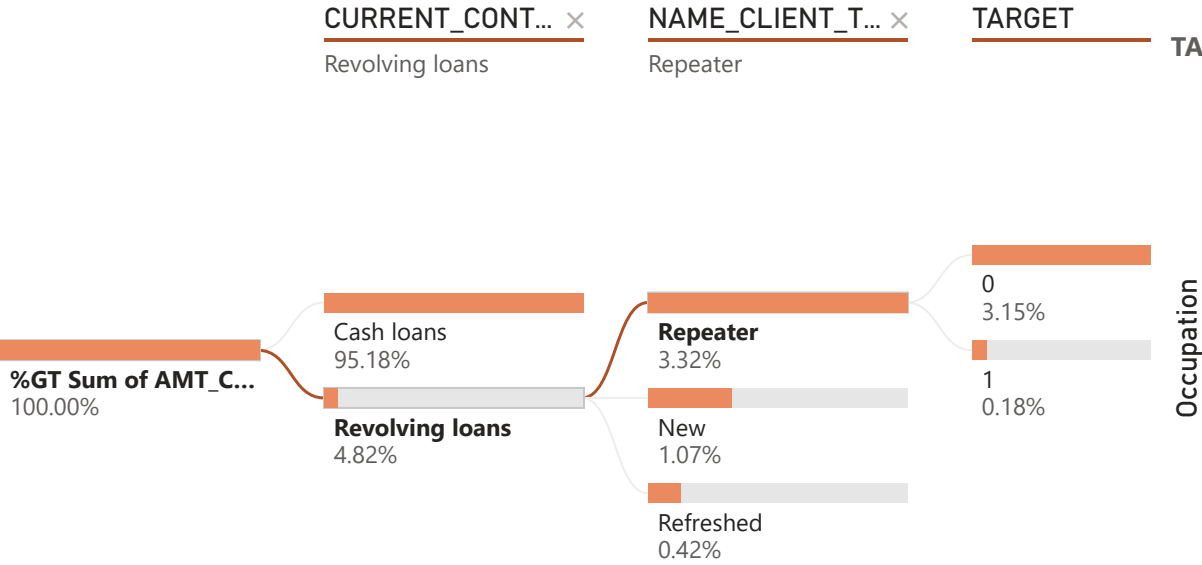 CURRENT_CONT... ×
NAME_CLIENT_T... ×
TARGET
TA
Revolving loans
Repeater
%GT Sum of AMT_C...
100.00%
Cash loans
95.18%
Revolving loans
4.82%
Repeater
3.32%
New
1.07%
Refreshed
0.42%
0
3.15%
1
0.18%
Occupation